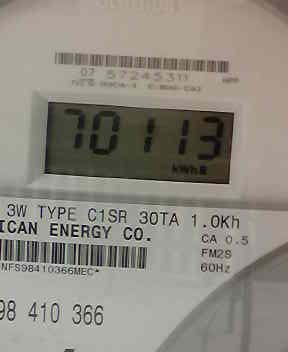 07 57245311
70113
kWh
3W TYPE C1SR 30TA 1.0Kh
ICAN ENERGY CO.
CA 0.5
FM2S
60Hz
NFS98410366MEC*
98 410 366